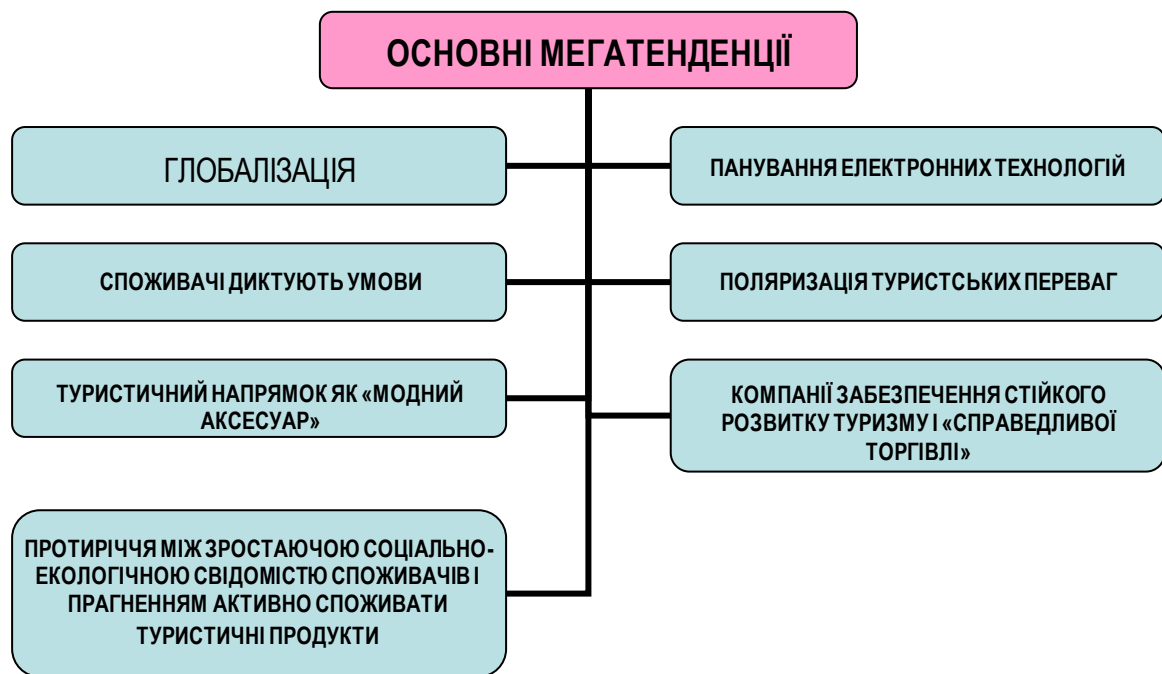 ОСНОВНІ МЕГАТЕНДЕНЦІЇ
ГЛОБАЛІЗАЦІЯ
ПАНУВАННЯ ЕЛЕКТРОННИХ ТЕХНОЛОГІЙ
СПОЖИВАЧІ ДИКТУЮТЬ УМОВИ
ПОЛЯРИЗАЦІЯ ТУРИСТСЬКИХ ПЕРЕВАГ
ТУРИСТИЧНИЙ НАПРЯМОК ЯК «МОДНИЙ
АКСЕСУАР»
КОМПАНІЇ ЗАБЕЗПЕЧЕННЯ СТІЙКОГО
РОЗВИТКУ ТУРИЗМУ І «СПРАВЕДЛИВОЇ
ТОРГІВЛІ»
ПРОТИРІЧЧЯ МІЖ ЗРОСТАЮЧОЮ СОЦІАЛЬНО-
ЕКОЛОГІЧНОЮ СВІДОМІСТЮ СПОЖИВАЧІВ І
ПРАГНЕННЯМ АКТИВНО СПОЖИВАТИ
ТУРИСТИЧНІ ПРОДУКТИ